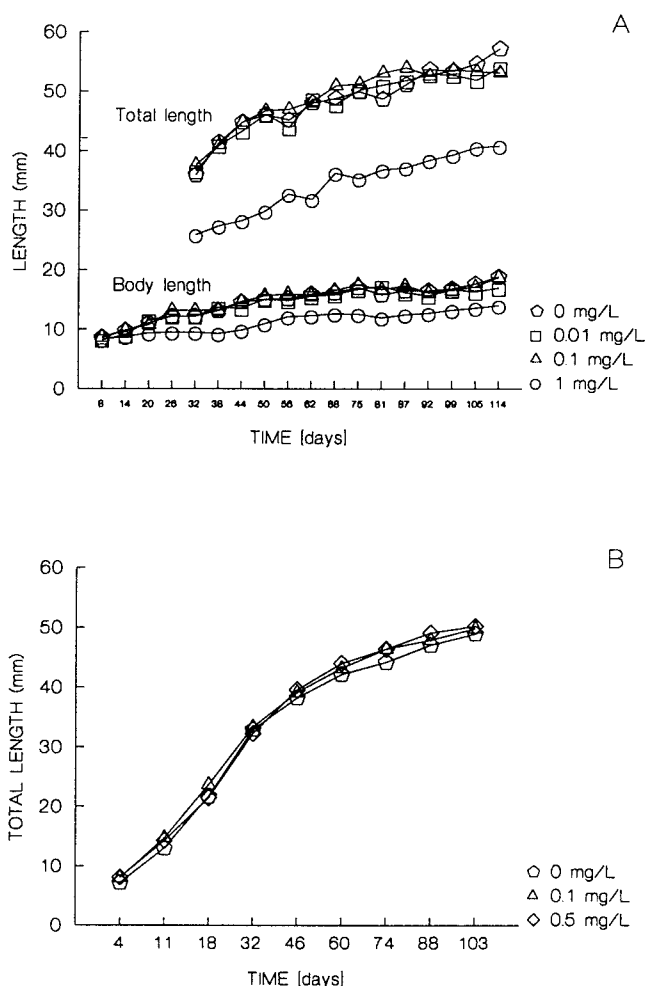 A
60
50
40
30
20
10
0
LENGTH (mm)
Total length
Body length
8 14 20 26 32 38 44 50 56 62 68 75 81 87 92 99 105 114
TIME [days]
0 mg/L
0.01 mg/L
0.1 mg/L
1 mg/L
B
60
50
40
30
20
10
0
TOTAL LENGTH (mm)
4 11 18 32 46 60 74 88 103
TIME [days]
0 mg/L
0.1 mg/L
0.5 mg/L